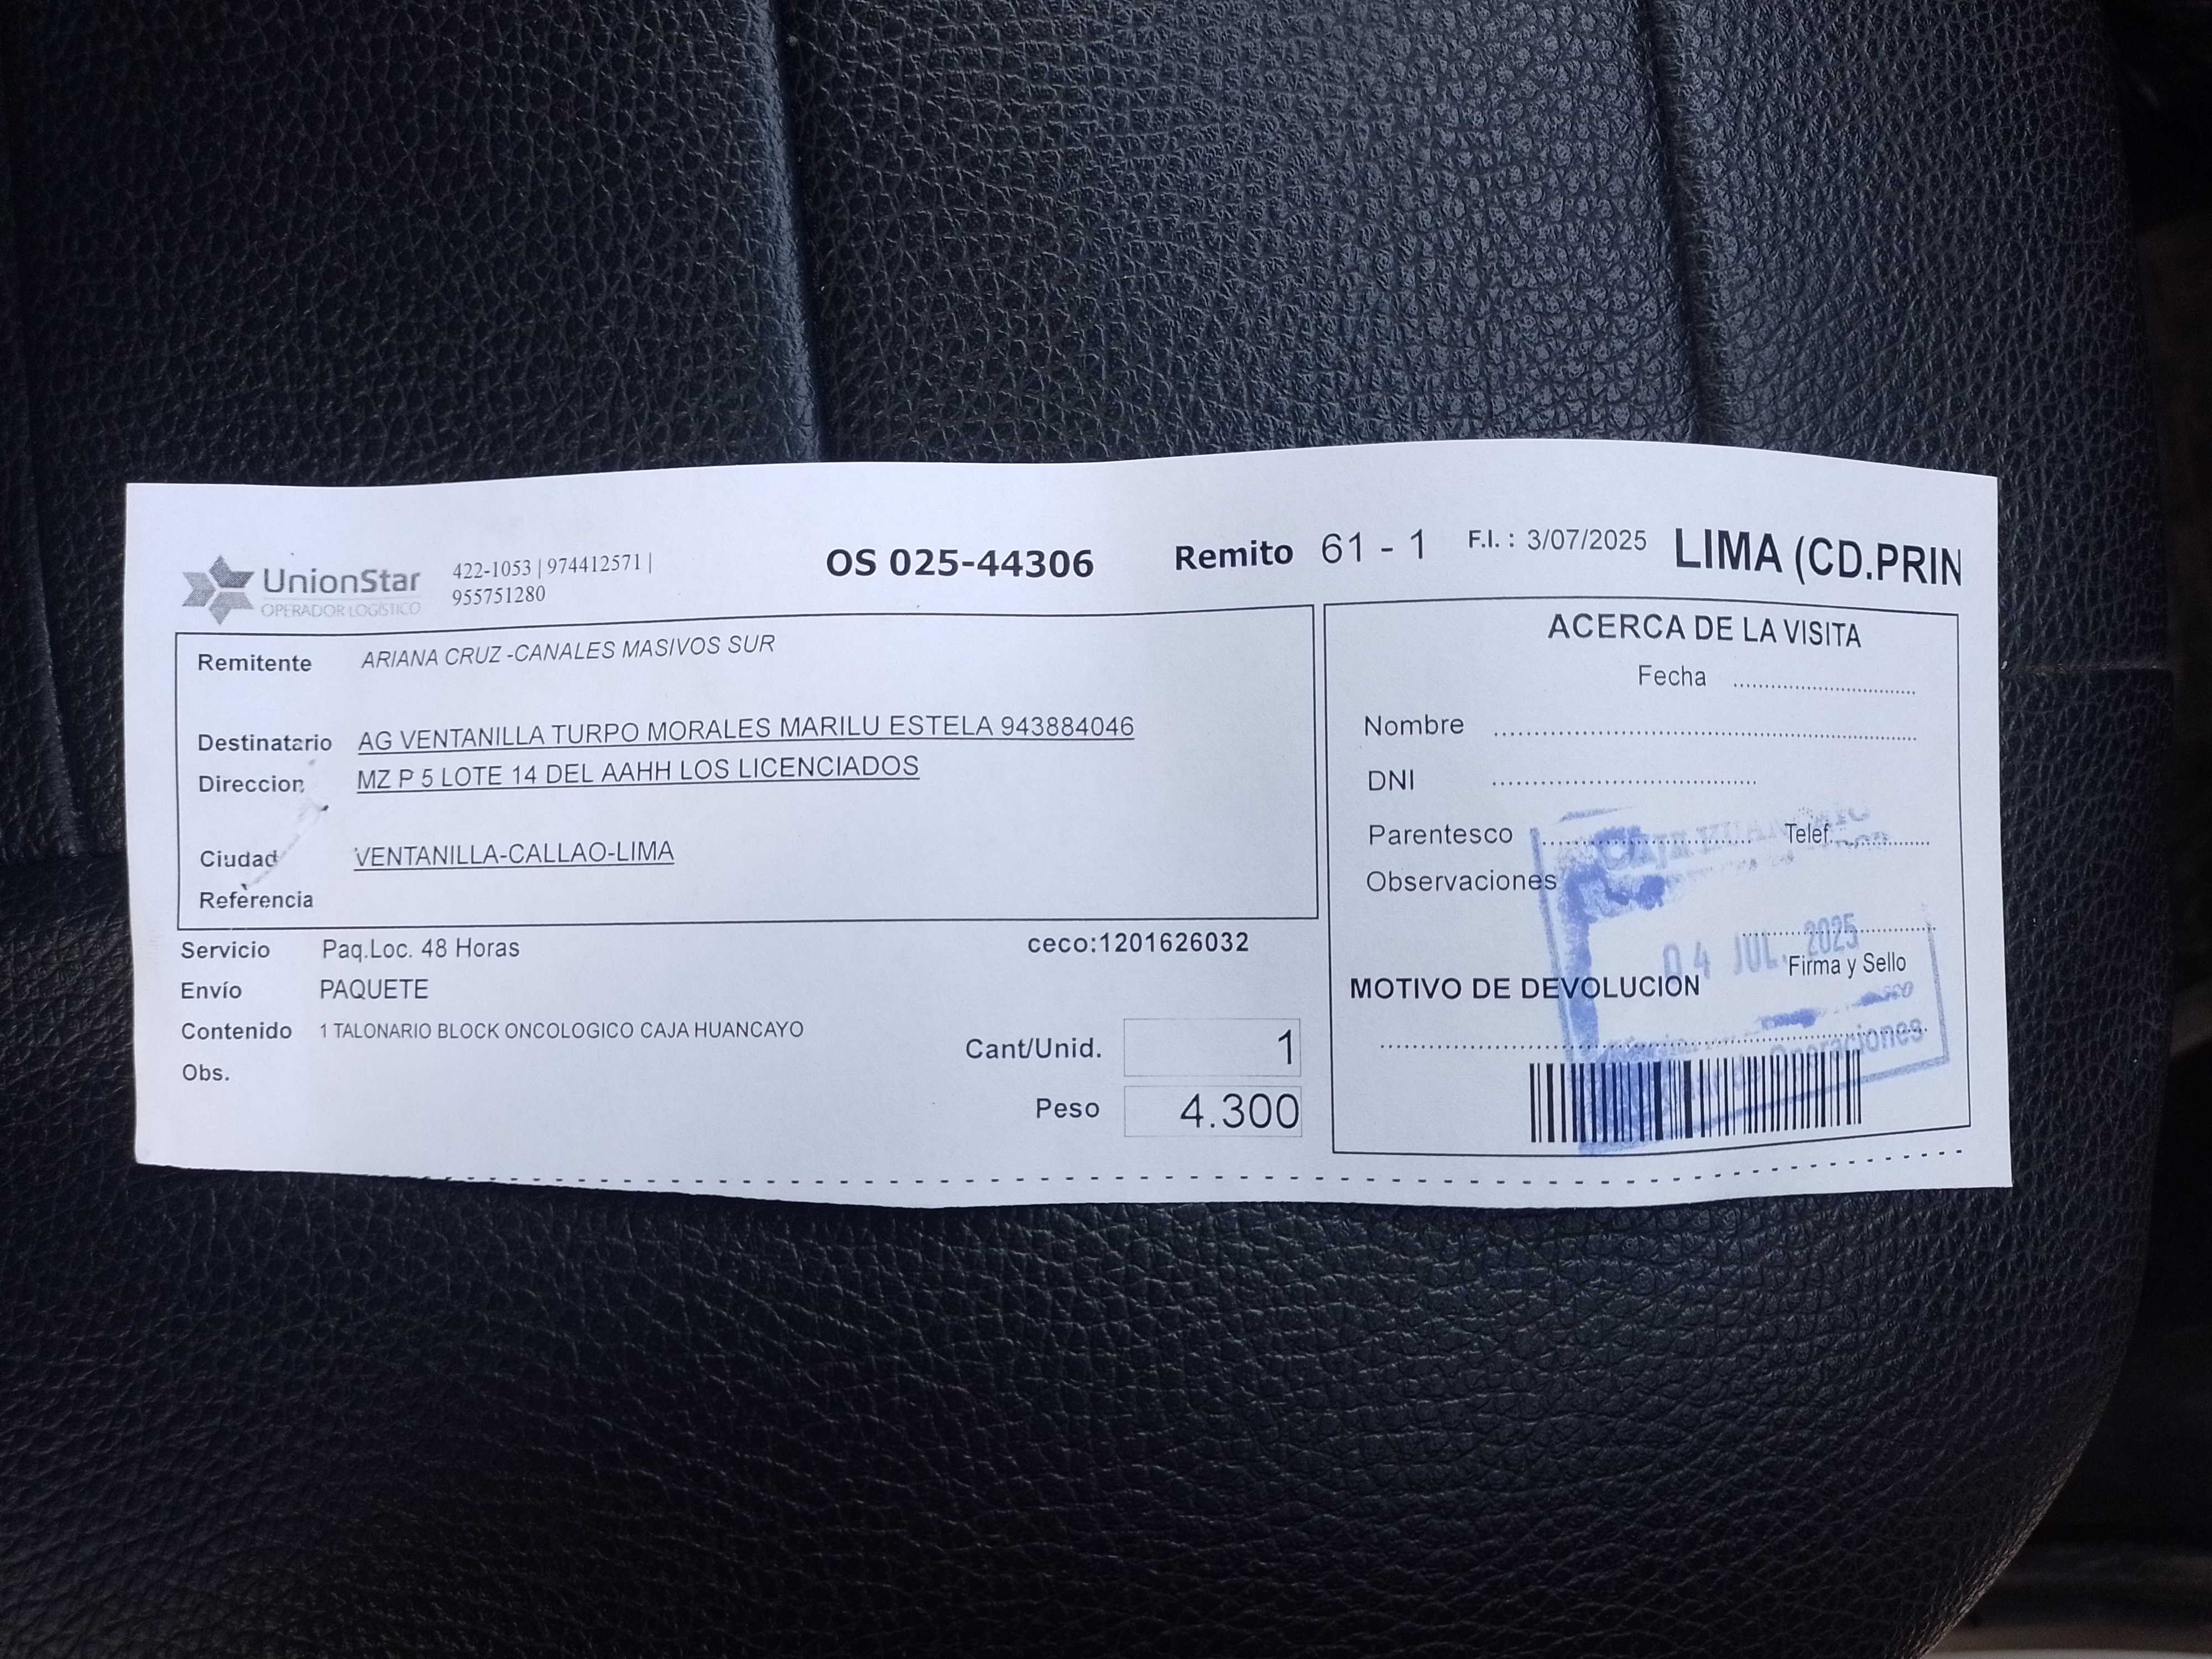 UnionStar
OPERADOR LOGÍSTICO
422-1053 | 974412571 |
955751280
OS 025-44306
Remito 61 - 1
F.I. : 3/07/2025
LIMA (CD.PRIN
Remitente ARIANA CRUZ -CANALES MASIVOS SUR
Destinatario AG VENTANILLA TURPO MORALES MARILU ESTELA 943884046
Direccion MZ P 5 LOTE 14 DEL AAHH LOS LICENCIADOS
Ciudad VENTANILLA-CALLAO-LIMA
Referencia
Servicio Paq.Loc. 48 Horas
ceco:1201626032
Envío PAQUETE
Contenido 1 TALONARIO BLOCK ONCOLOGICO CAJA HUANCAYO
Obs.
Cant/Unid. 1
Peso 4.300
ACERCA DE LA VISITA
Fecha
Nombre
DNI
Parentesco Telef.
Observaciones
04 JUL. 2025
Firma y Sello
MOTIVO DE DEVOLUCION
Operaciones